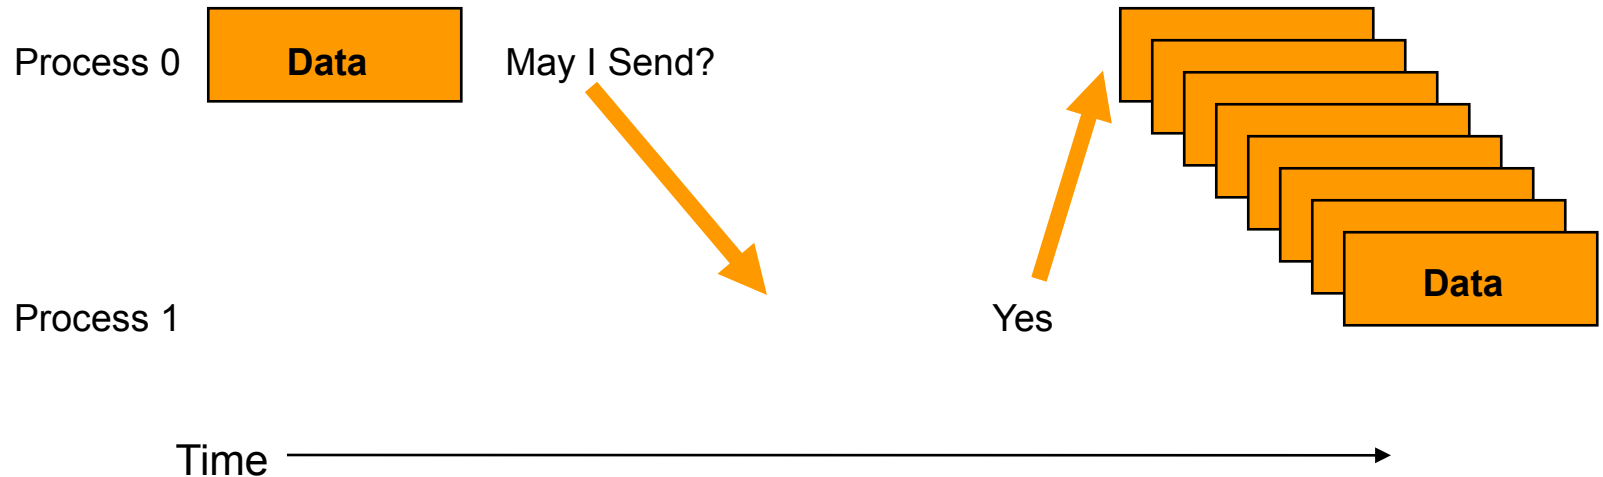 Process 0
Data
May I Send?
Data
Process 1
Yes
Time